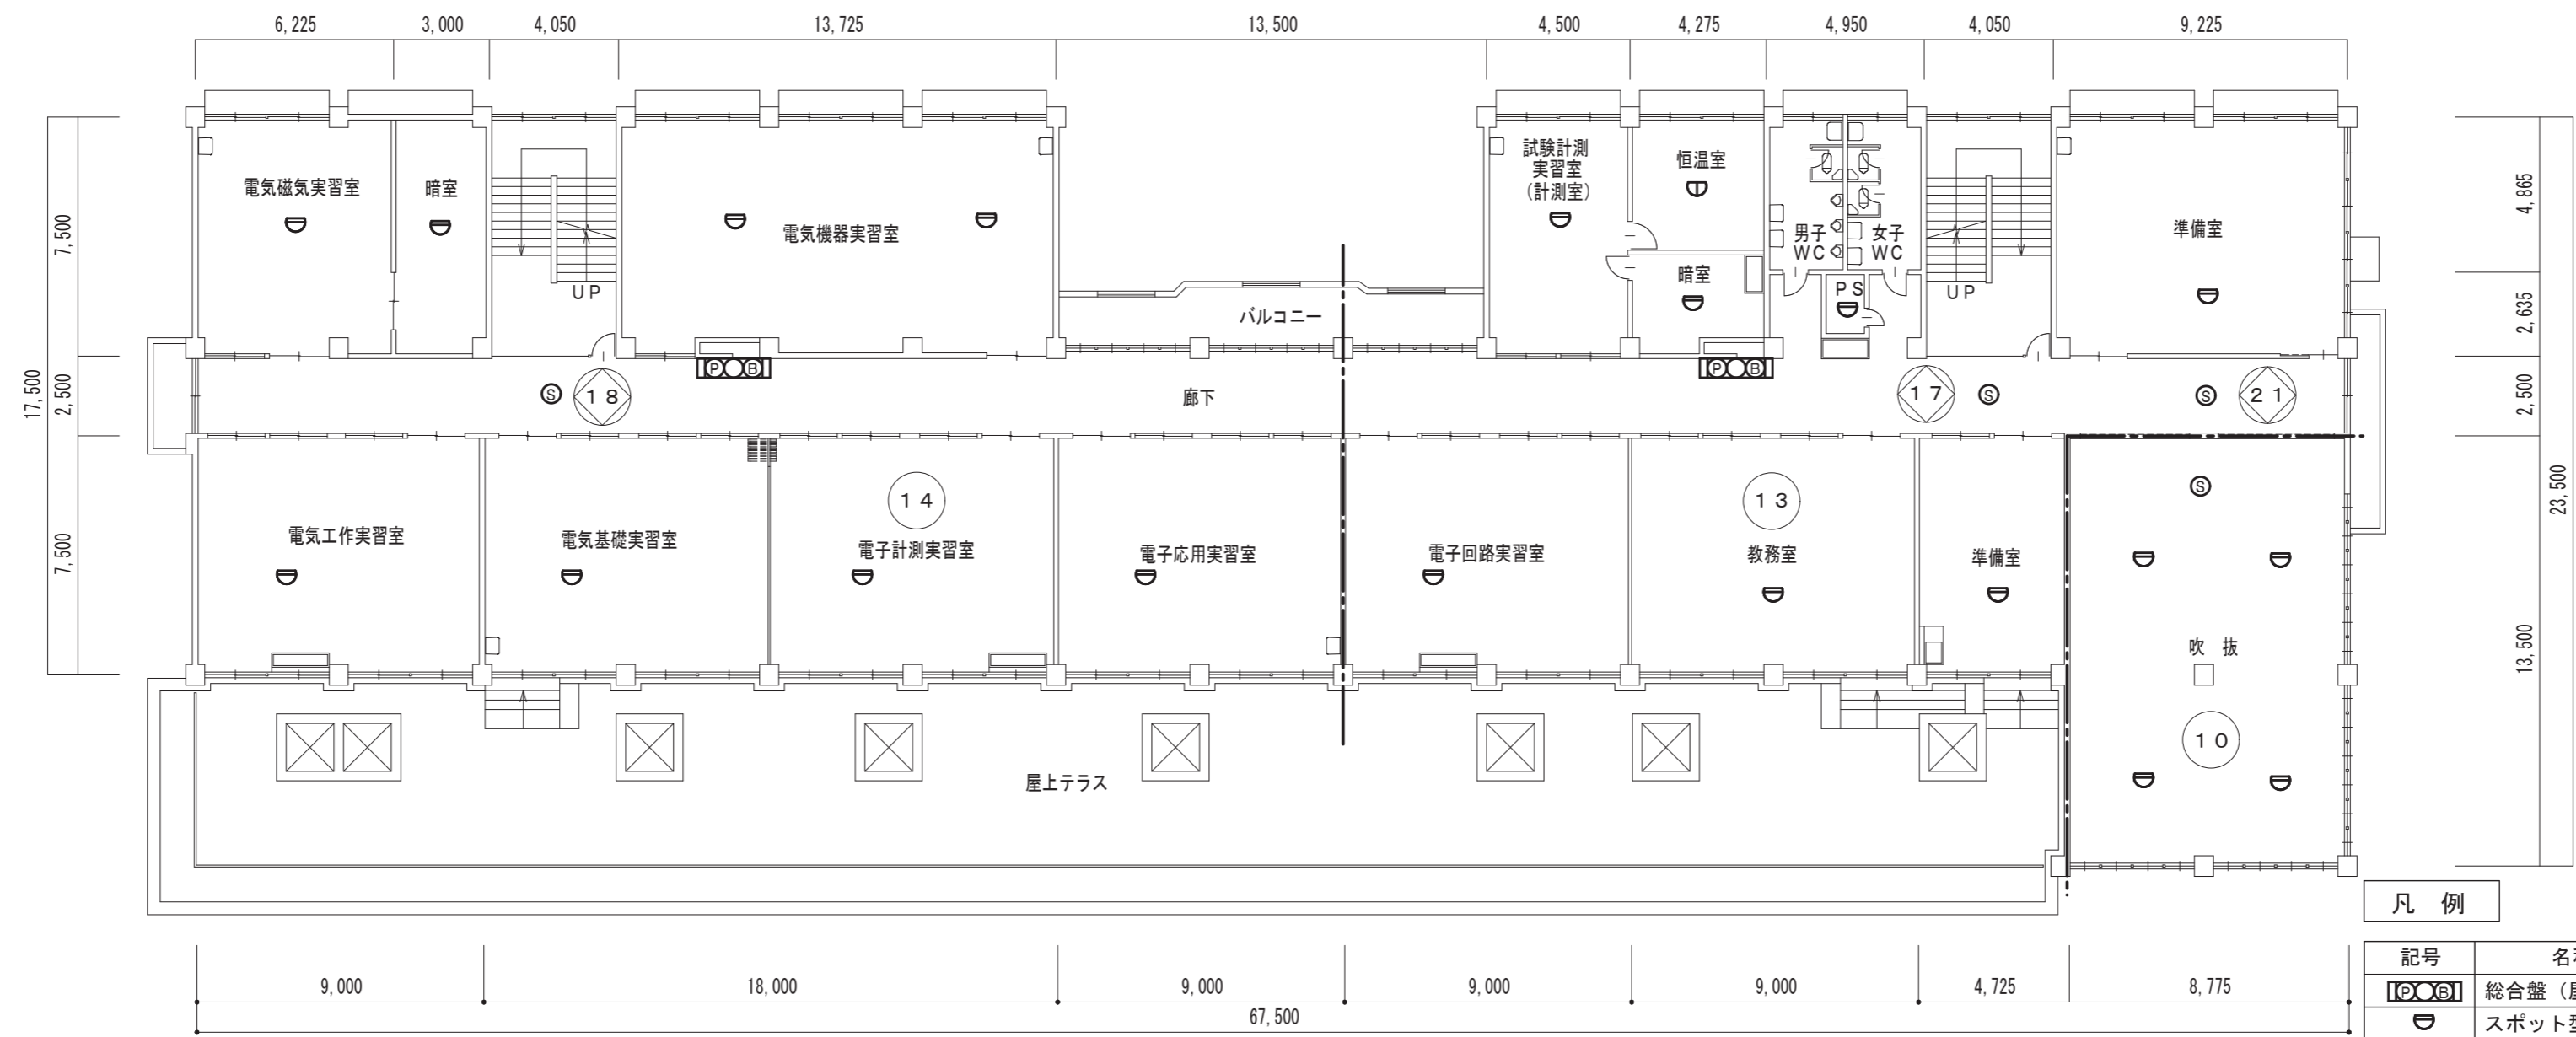 6,225 3,000 4,050 13,725 13,500 4,500 4,275 4,950 4,050 9,225
電気磁気実習室
暗室
UP
電気機器実習室
バルコニー
試験計測
実習室
(計測室)
恒温室
暗室
男子
WC
女子
WC
PS
UP
準備室
17,500
7,500
2,500
7,500
4,865
2,635
2,500
13,500
23,500
S
18
P B
廊下
P B
17
S
S
21
電気工作実習室
電気基礎実習室
14
電子計測実習室
電子応用実習室
電子回路実習室
13
教務室
準備室
S
吹 抜
10
屋上テラス
9,000 18,000 9,000 9,000 9,000 4,725 8,775
67,500
凡 例
記号 名
P B 総合盤
スポット型